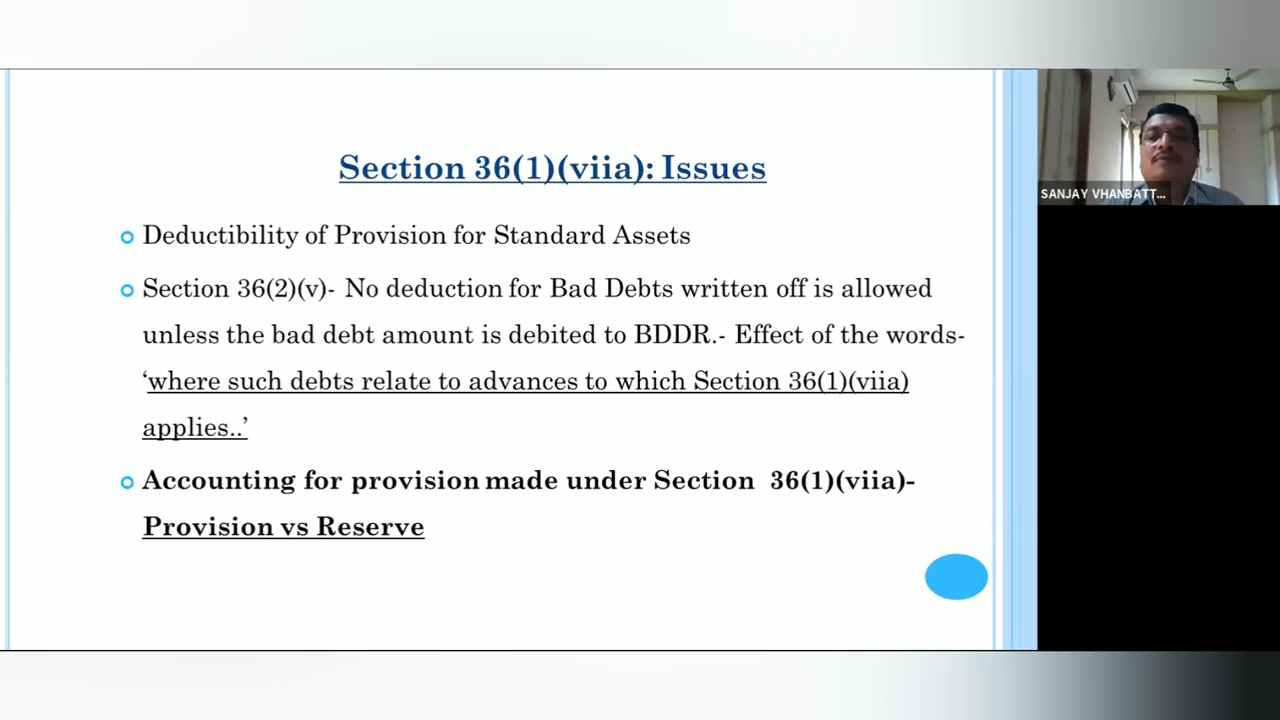 Section 36(1)(viia): Issues
Deductibility of Provision for Standard Assets
Section 36(2)(v)- No deduction for Bad Debts written off is allowed
unless the bad debt amount is debited to BDDR.- Effect of the words-
‘where such debts relate to advances to which Section 36(1)(viia)
applies..’
Accounting for provision made under Section 36(1)(viia)-
Provision vs Reserve
SANJAY VHANBATT...